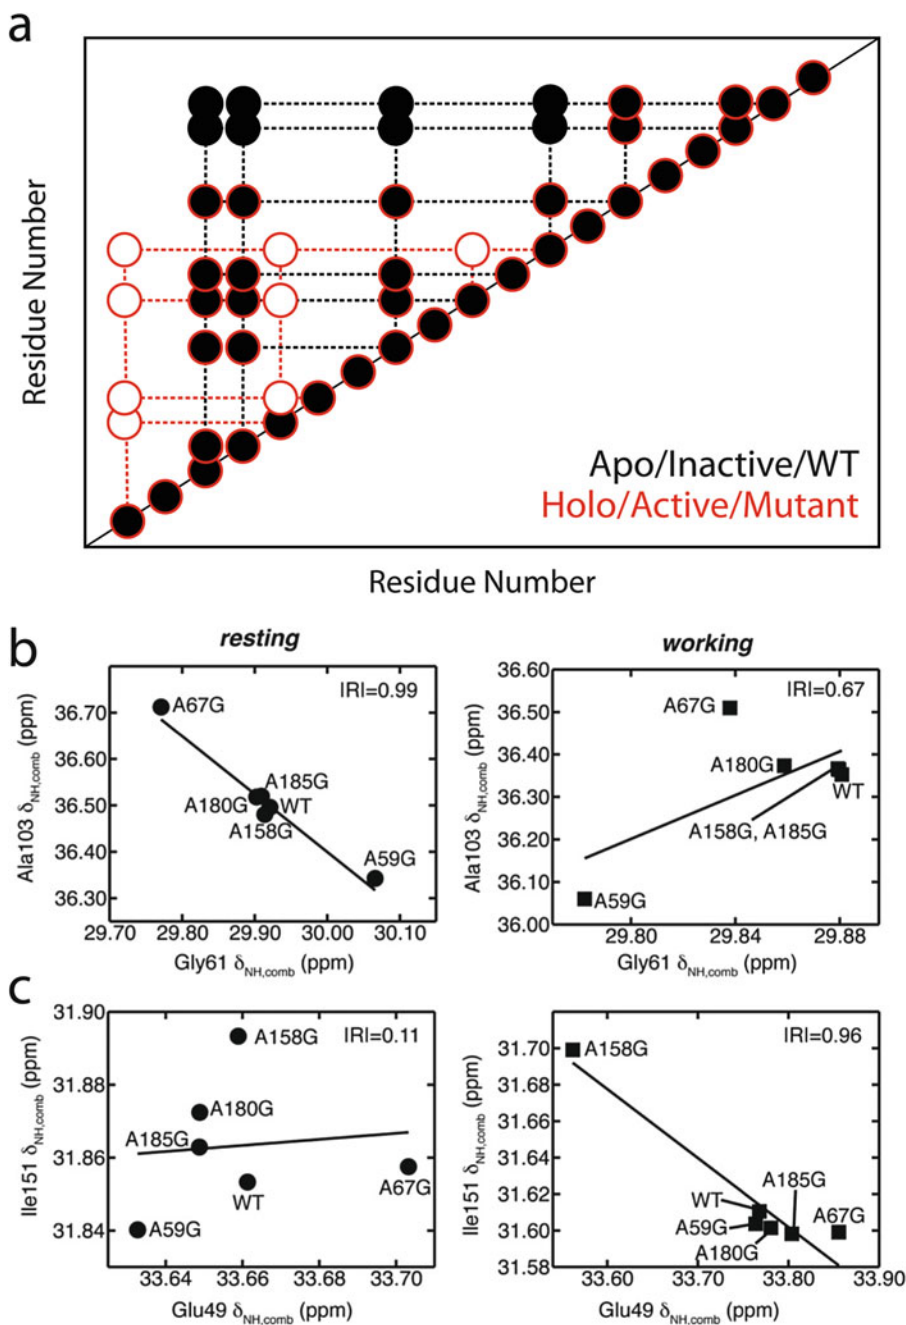 a
Residue Number
Apo/Inactive/WT
Holo/Active/Mutant
Residue Number
b
resting
working
36.70
36.60
36.50
36.40
36.30
29.70 29.80 29.90 30.00 30.10
Ala103 δNH,comb (ppm)
Gly61 δNH,comb (ppm)
|R|=0.99
A67G
A185G
A180G
WT
A158G
A59G
36.60
36.50
36.40
36.30
36.20
36.10
36.00
29.80 29.84 29.88
Ala103 δNH,comb (ppm)
Gly61 δNH,comb (ppm)
|R|=0.67
A67G
A180G
WT
A158G, A185G
A59G
c
31.90
31.88
31.86
31.84
33.64 33.66 33.68 33.70
Ile151 δNH,comb (ppm)
Glu49 δNH,comb (ppm)
|R|=0.11
A158G
A180G
A185G
WT
A67G
A59G
31.70
31.68
31.66
31.64
31.62
31.60
31.58
33.60 33.70 33.80 33.90
Ile151 δNH,comb (ppm)
Glu49 δNH,comb (ppm)
|R|=0.96
A158G
A185G
WT
A67G
A59G
A180G